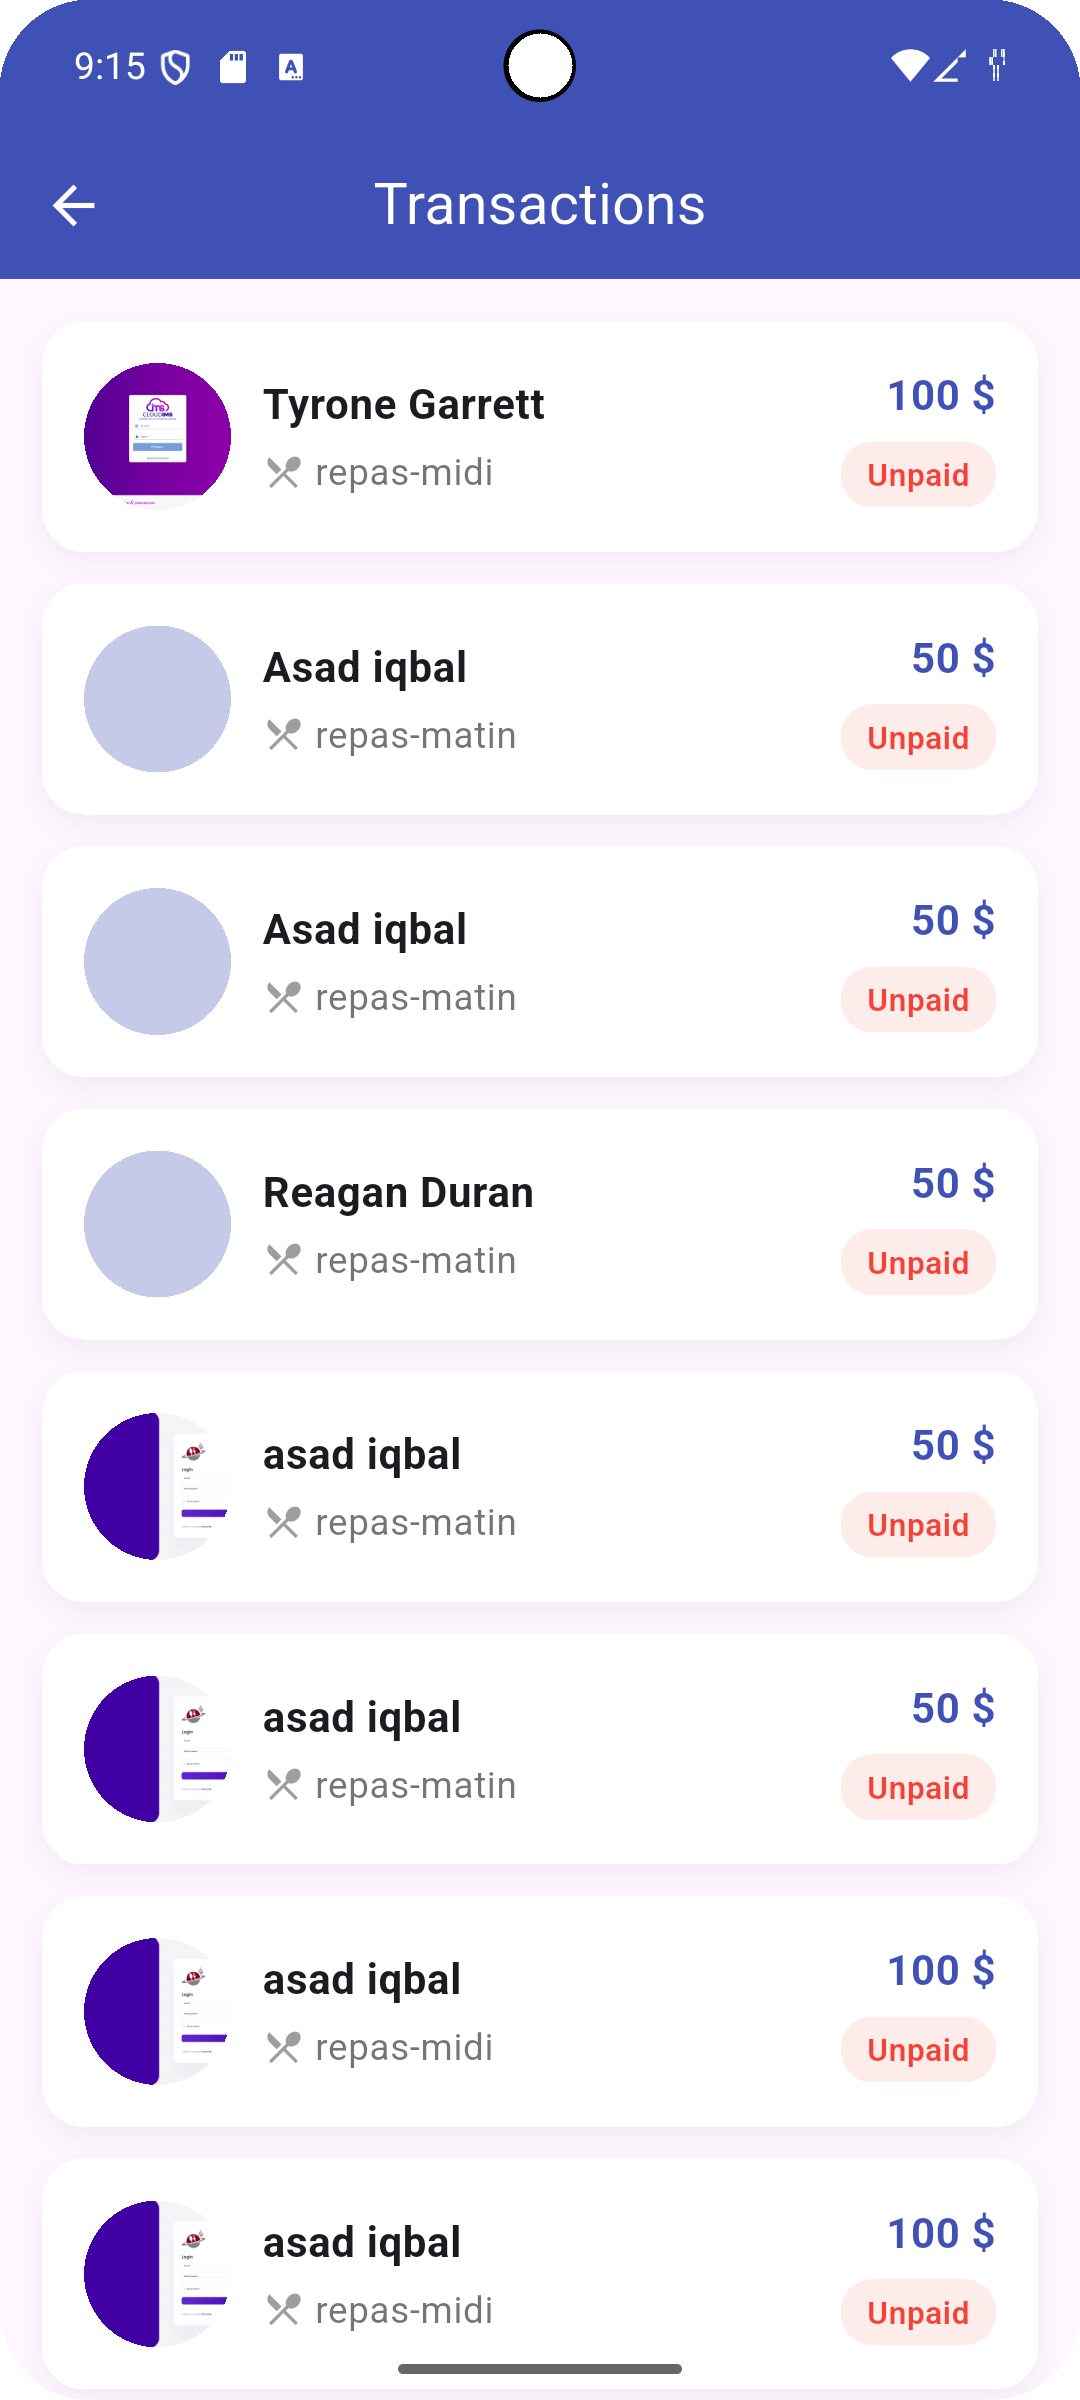 9:15
Transactions
Tyrone Garrett
100 $
repas-midi
Unpaid
Asad iqbal
50 $
repas-matin
Unpaid
Asad iqbal
50 $
repas-matin
Unpaid
Reagan Duran
50 $
repas-matin
Unpaid
asad iqbal
50 $
repas-matin
Unpaid
asad iqbal
50 $
repas-matin
Unpaid
asad iqbal
100 $
repas-midi
Unpaid
asad iqbal
100 $
repas-midi
Unpaid